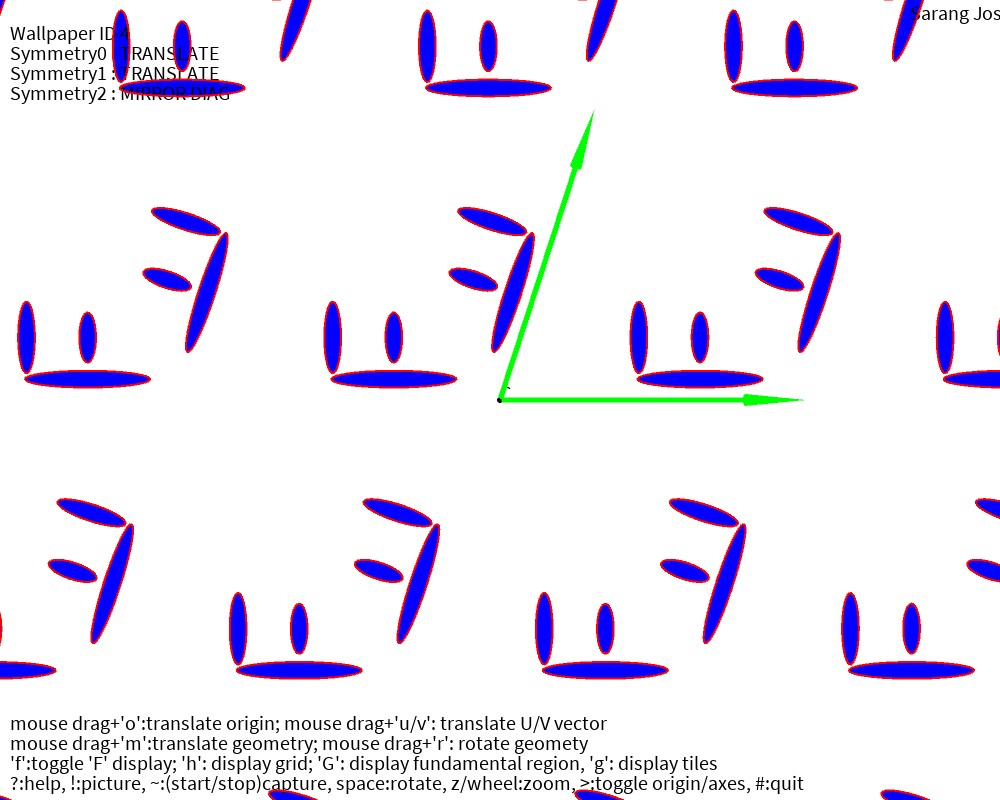 Wallpaper ID 4
Sarang Jos
Symmetry0 : TRANSLATE
Symmetry1 : TRANSLATE
Symmetry2 : MIRROR DIAG
mouse drag+'o':translate origin; mouse drag+'u/v': translate U/V vector
mouse drag+'m':translate geometry; mouse drag+'r': rotate geomety
'f':toggle 'F' display; 'h': display grid; 'G': display fundamental region, 'g': display tiles
?:help, !:picture, ~:(start/stop)capture, space:rotate, z/wheel:zoom, >:toggle origin/axes, #:quit